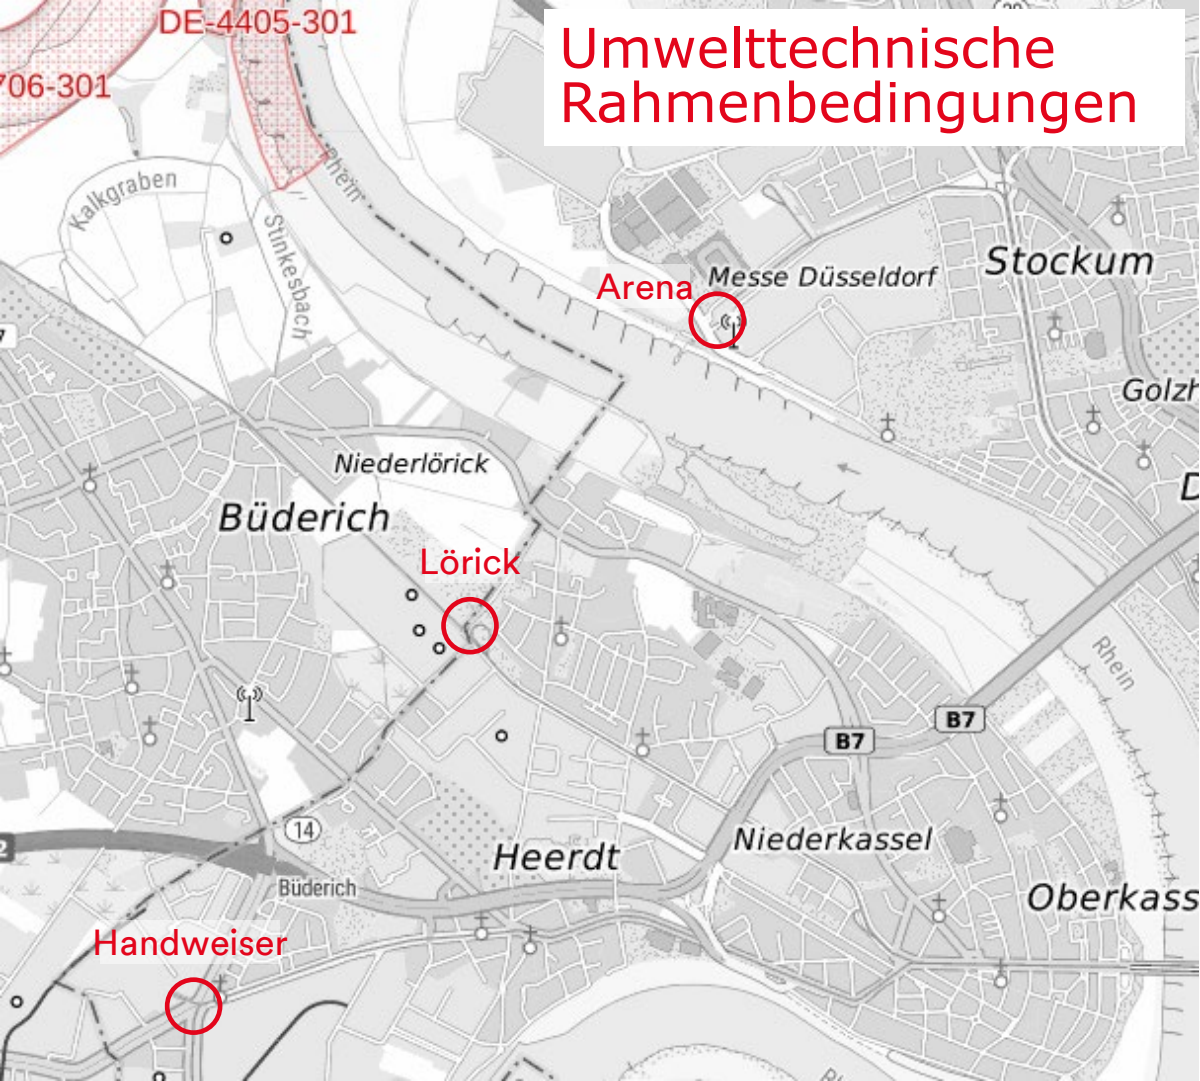 DE-4405-301
706-301
Umwelttechnische
Rahmenbedingungen
Rhein
Kalkgraben
Stinkesbach
Stockum
Messe Düsseldorf
Arena
Golzh
Niederlörick
Büderich
D
Lörick
Rhein
B7
B7
14
Niederkassel
Heerdt
Büderich
Oberkass
Handweiser